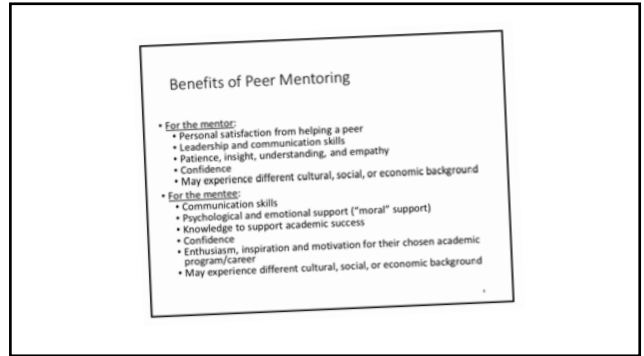 Benefits of Peer Mentoring
• For the mentor:
• Personal satisfaction from helping a peer
• Leadership and communication skills
• Patience, insight, understanding, and empathy
• Confidence
• May experience different cultural, social, or economic background
• For the mentee:
• Communication skills
• Psychological and emotional support ("moral" support)
• Knowledge to support academic success
• Confidence
• Enthusiasm, inspiration and motivation for their chosen academic
program/career
• May experience different cultural, social, or economic background